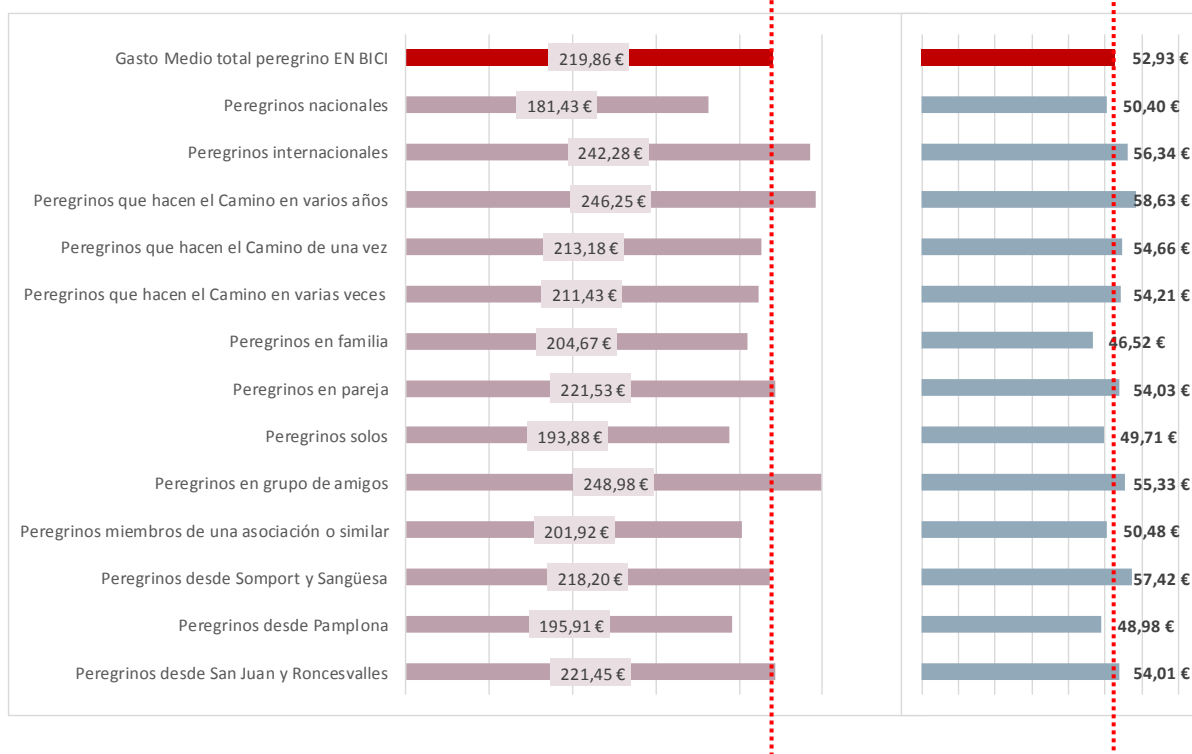 Gasto Medio total peregrino EN BICI 219,86 € 52,93 €
Peregrinos nacionales 181,43 € 50,40 €
Peregrinos internacionales 242,28 € 56,34 €
Peregrinos que hacen el Camino en varios años 246,25 € 58,63 €
Peregrinos que hacen el Camino de una vez 213,18 € 54,66 €
Peregrinos que hacen el Camino en varias veces 211,43 € 54,21 €
Peregrinos en familia 204,67 € 46,52 €
Peregrinos en pareja 221,53 € 54,03 €
Peregrinos solos 193,88 € 49,71 €
Peregrinos en grupo de amigos 248,98 € 55,33 €
Peregrinos miembros de una asociación o similar 201,92 € 50,48 €
Peregrinos desde Somport y Sangüesa 218,20 € 57,42 €
Peregrinos desde Pamplona 195,91 € 48,98 €
Peregrinos desde San Juan y Roncesvalles 221,45 € 54,01 €